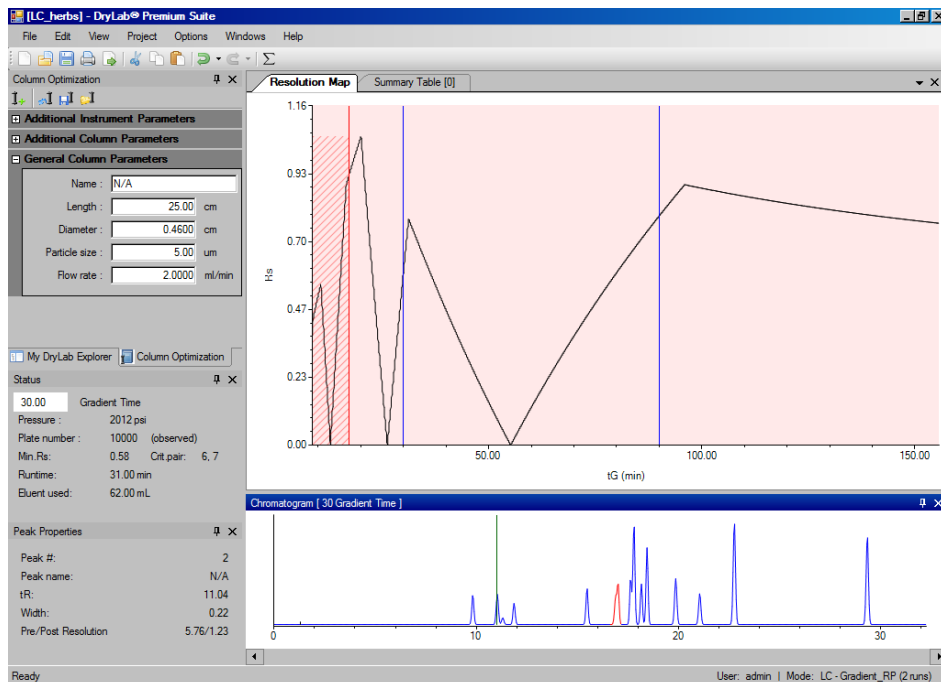 [LC_herbs] - DryLab® Premium Suite
File Edit View Project Options Windows Help
Column Optimization
Additional Instrument Parameters
Additional Column Parameters
General Column Parameters
Name : N/A
Length : 25.00 cm
Diameter : 0.4600 cm
Particle size : 5.00 um
Flow rate : 2.0000 ml/min
My DryLab Explorer Column Optimization
Status
30.00 Gradient Time
Pressure : 2012 psi
Plate number : 10000 (observed)
Min.Rs: 0.58 Crit.pair: 6, 7
Runtime: 31.00 min
Eluent used: 62.00 mL
Peak Properties
Peak #: 2
Peak name: N/A
tR: 11.04
Width: 0.22
Pre/Post Resolution 5.76/1.23
Resolution Map Summary Table [0]
1.16
0.93
0.70
Rs
0.47
0.23
0.00
50.00 100.00 150.00
tG (min)
Chromatogram [ 30 Gradient Time ]
0 10 20 30
Ready User: admin | Mode: LC - Gradient_RP (2 runs)